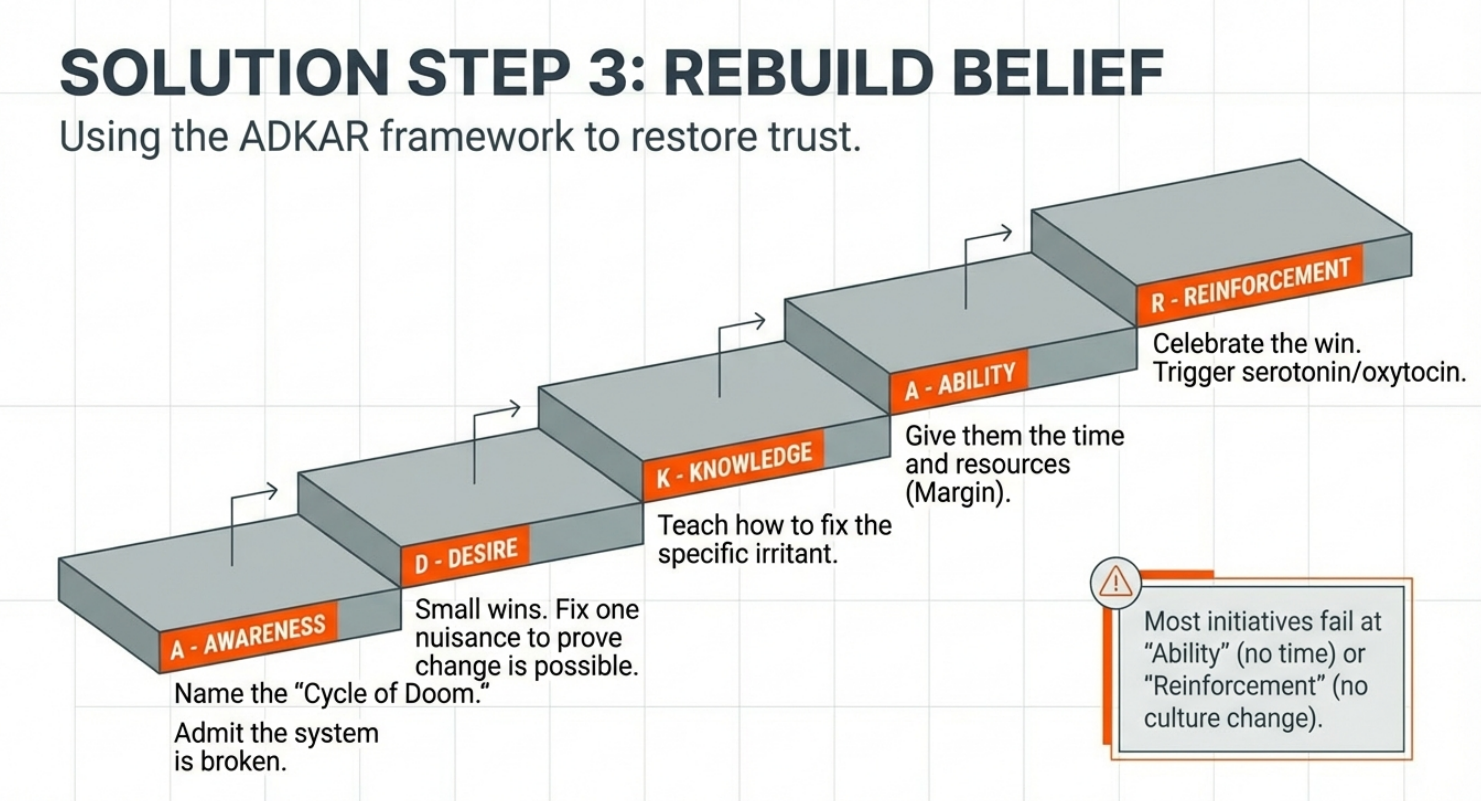 SOLUTION STEP 3: REBUILD BELIEF
Using the ADKAR framework to restore trust.
A - AWARENESS
Name the “Cycle of Doom.“
Admit the system
is broken.
D - DESIRE
Small wins. Fix one
nuisance to prove
change is possible.
K - KNOWLEDGE
Teach how to fix the
specific irritant.
A - ABILITY
Give them the time
and resources
(Margin).
R - REINFORCEMENT
Celebrate the win.
Trigger serotonin/oxytocin.
Most initiatives fail at
“Ability” (no time) or
“Reinforcement” (no
culture change).